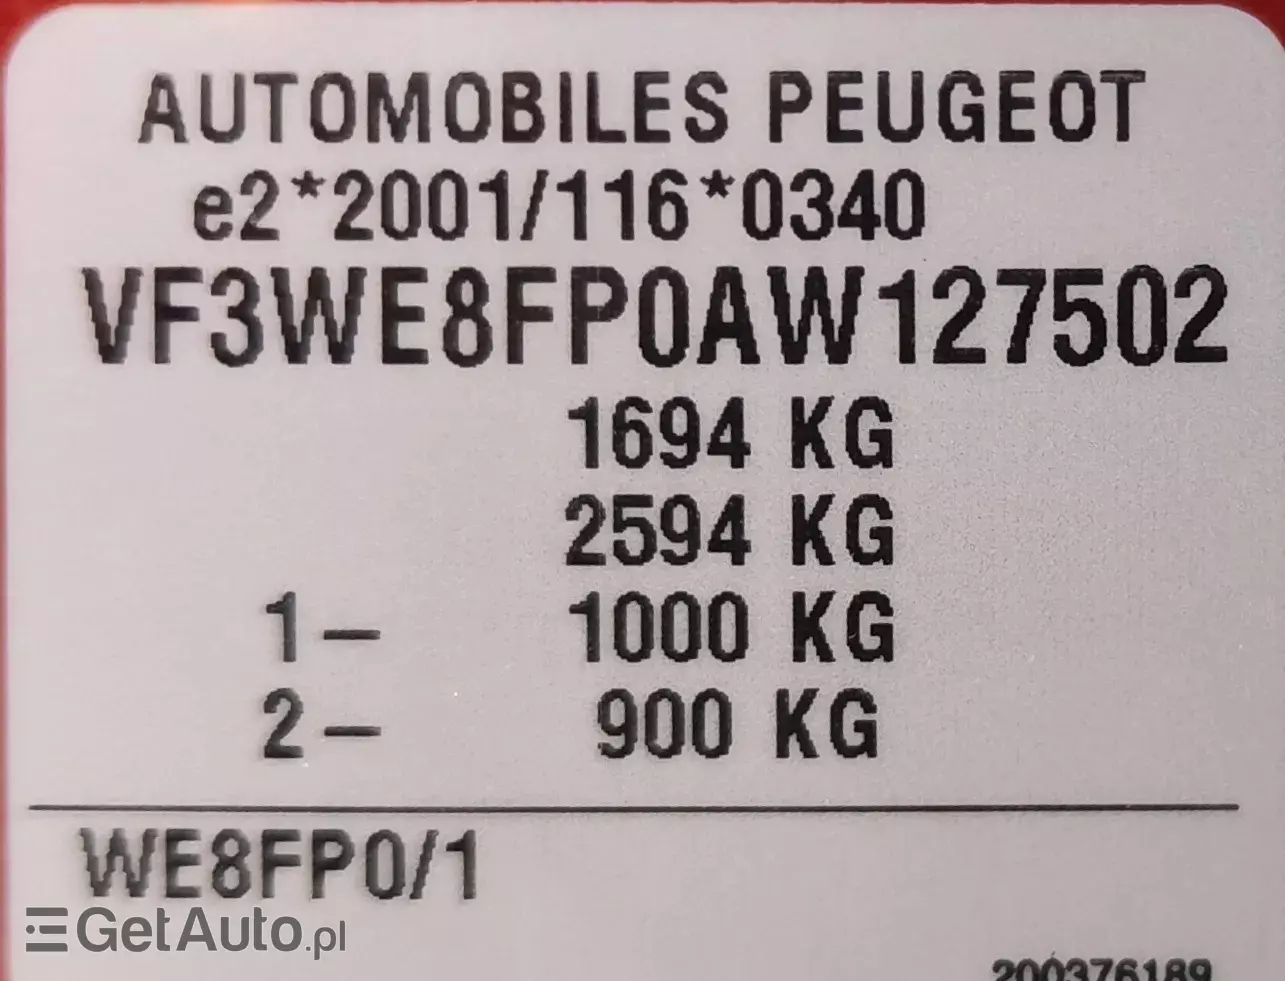 AUTOMOBILES PEUGEOT
e2*2001/116*0340
VF3WE8FP0AW127502
1694 KG
2594 KG
1- 1000 KG
2- 900 KG
WE8FP0/1
GetAuto.pl
200376189